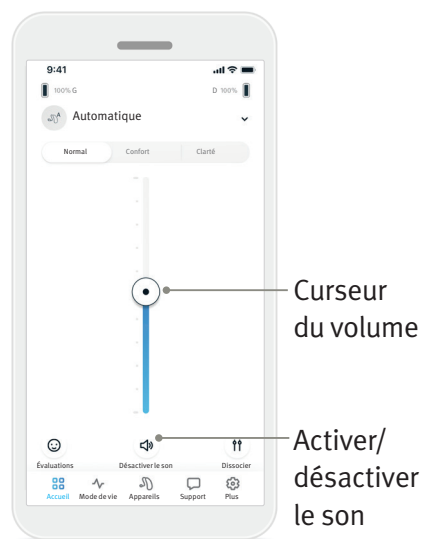 9:41
100% G
D 100%
Automatique
Normal Confort Clarté
Curseur
du volume
Évaluations Désactiver le son Dissocier
Activer/
désactiver
le son
Accueil Mode de vie Appareils Support Plus